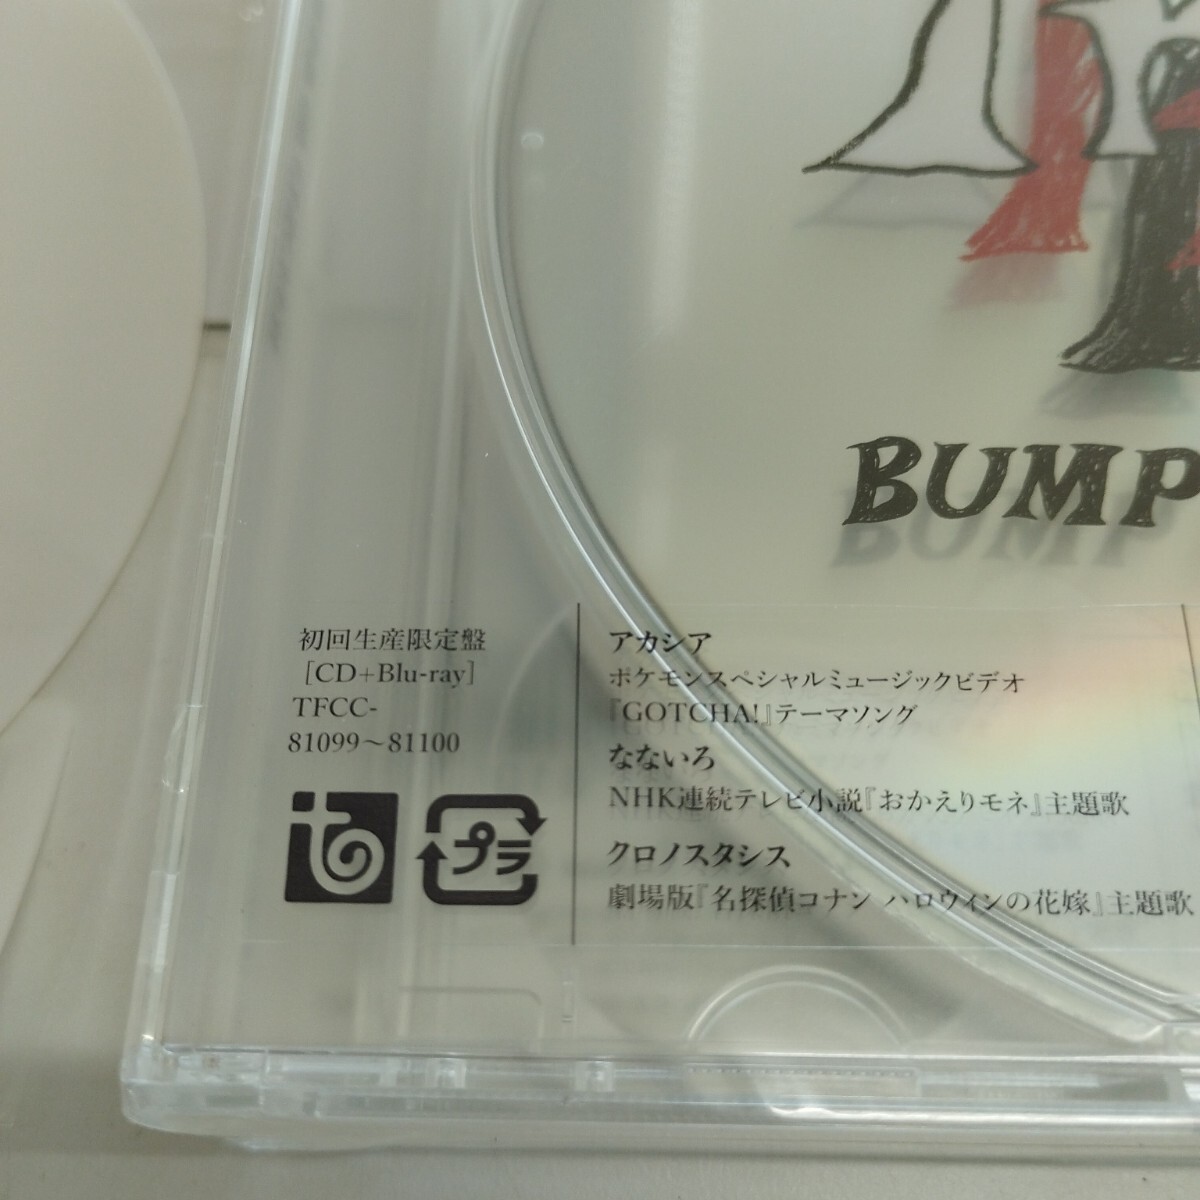 BUMP
初回生産限定盤
[CD+Blu-ray]
TFCC-
81099～81100
プラ
アカシア
ポケモンスペシャルミュージックビデオ
『GOTCHA!』テーマソング
なないろ
NHK連続テレビ小説『おかえりモネ』主題歌
クロノスタシス
劇場版『名探偵コナン ハロウィンの花嫁』主題歌